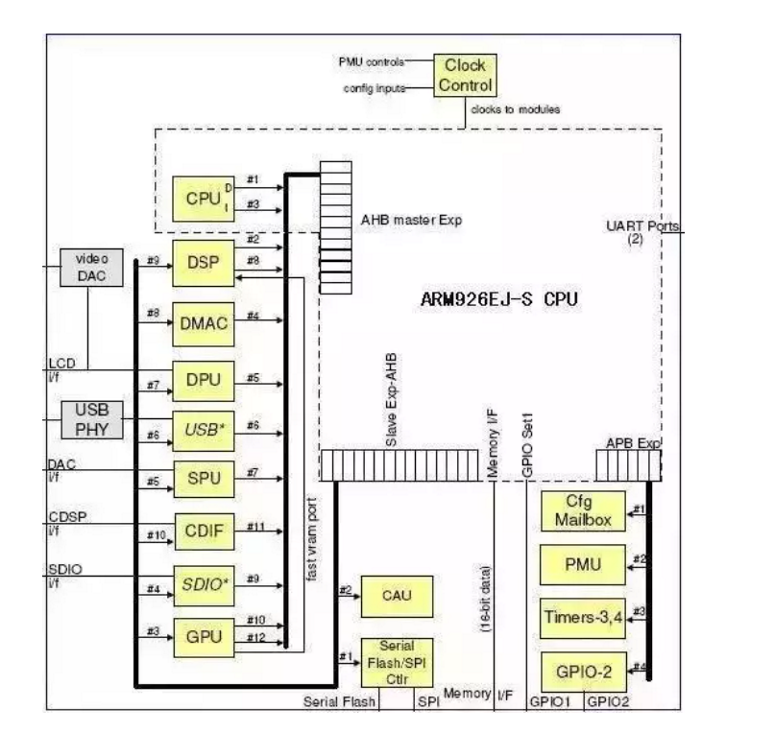 PMU controls
Clock
Control
config inputs
clocks to modules
CPU
D
I
#1
#3
AHB master Exp
UART Ports
(2)
video
DAC
#9
DSP
#2
#8
ARM926EJ-S CPU
#8
DMAC
#4
LCD
i/f
#7
DPU
#5
Slave Exp-AHB
USB
PHY
#6
USB*
#6
Memory I/F
GPIO Set1
APB Exp
DAC
i/f
#5
SPU
#7
CDSP
i/f
#10
CDIF
#11
fast vram port
Cfg
Mailbox
#1
PMU
#2
SDIO
i/f
#4
SDIO*
#9
#2
CAU
(16-bit data)
Timers-3,4
#3
#3
GPU
#10
#12
#1
Serial
Flash/SPI
Ctlr
GPIO-2
#4
Serial Flash
SPI
Memory I/F
GPIO1
GPIO2